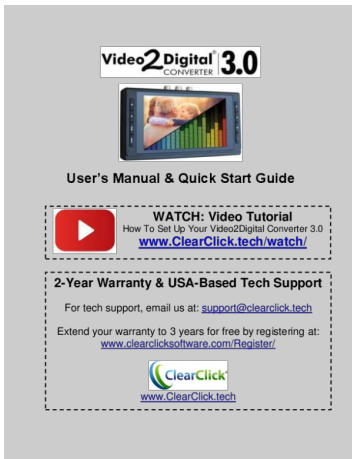 Video2Digital® CONVERTER 3.0
User's Manual & Quick Start Guide
WATCH: Video Tutorial
How To Set Up Your Video2Digital Converter 3.0
www.ClearClick.tech/watch/
2-Year Warranty & USA-Based Tech Support
For tech support, email us at: support@clearclick.tech
Extend your warranty to 3 years for free by registering at:
www.clearclicksoftware.com/Register/
ClearClick®
www.ClearClick.tech